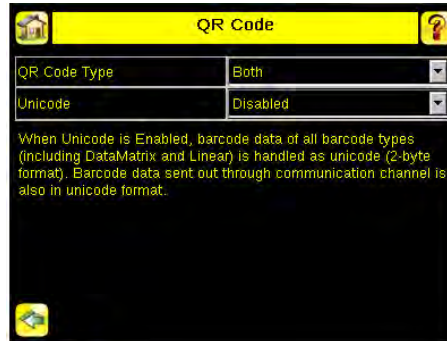 QR Code
?
QR Code Type Both
Unicode Disabled
When Unicode is Enabled, barcode data of all barcode types
(including DataMatrix and Linear) is handled as unicode (2-byte
format). Barcode data sent out through communication channel is
also in unicode format.